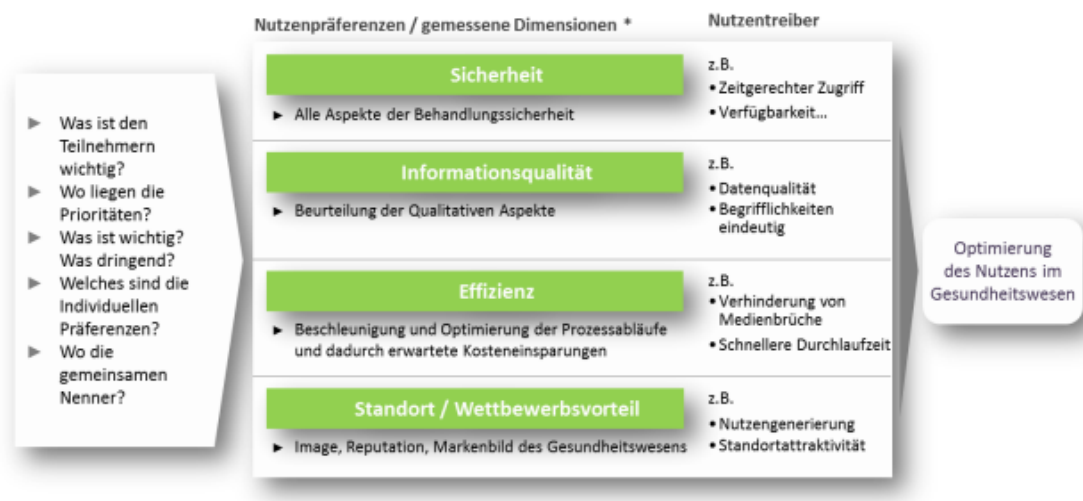 Nutzenpräferenzen / gemessene Dimensionen *
Nutzentreiber
▶ Was ist den
Teilnehmern
wichtig?
▶ Wo liegen die
Prioritäten?
▶ Was ist wichtig?
Was dringend?
▶ Welches sind die
Individuellen
Präferenzen?
▶ Wo die
gemeinsamen
Nenner?
Sicherheit
▶ Alle Aspekte der Behandlungssicherheit
z.B.
• Zeitgerechter Zugriff
• Verfügbarkeit...
Informationsqualität
▶ Beurteilung der Qualitativen Aspekte
z.B.
• Datenqualität
• Begrifflichkeiten
eindeutig
Effizienz
▶ Beschleunigung und Optimierung der Prozessabläufe
und dadurch erwartete Kosteneinsparungen
z.B.
• Verhinderung von
Medienbrüche
• Schnellere Durchlaufzeit
Standort / Wettbewerbsvorteil
▶ Image, Reputation, Markenbild des Gesundheitswesens
z.B.
• Nutzengenerierung
• Standortattraktivität
Optimierung
des Nutzens im
Gesundheitswesen